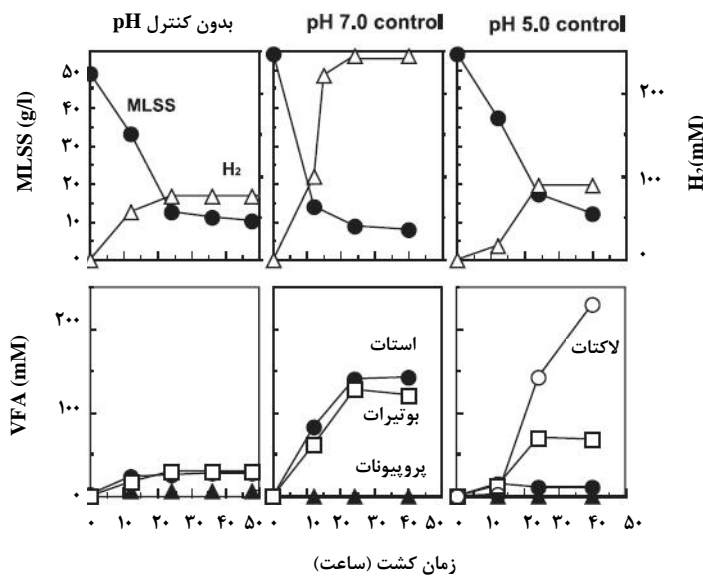 بدون کنترل pH
pH 7.0 control
pH 5.0 control
MLSS (g/l)
۵۰
۴۰
۳۰
۲۰
۱۰
۰
MLSS
H₂
۲۰۰
۱۰۰
۰
H₂(mM)
VFA (mM)
۲۰۰
۱۰۰
۰
استات
بوتیرات
پروپیونات
لاکتات
۰ ۱۰ ۲۰ ۳۰ ۴۰ ۵۰
۰ ۱۰ ۲۰ ۳۰ ۴۰
۰ ۱۰ ۲۰ ۳۰ ۴۰ ۵۰
زمان کشت (ساعت)